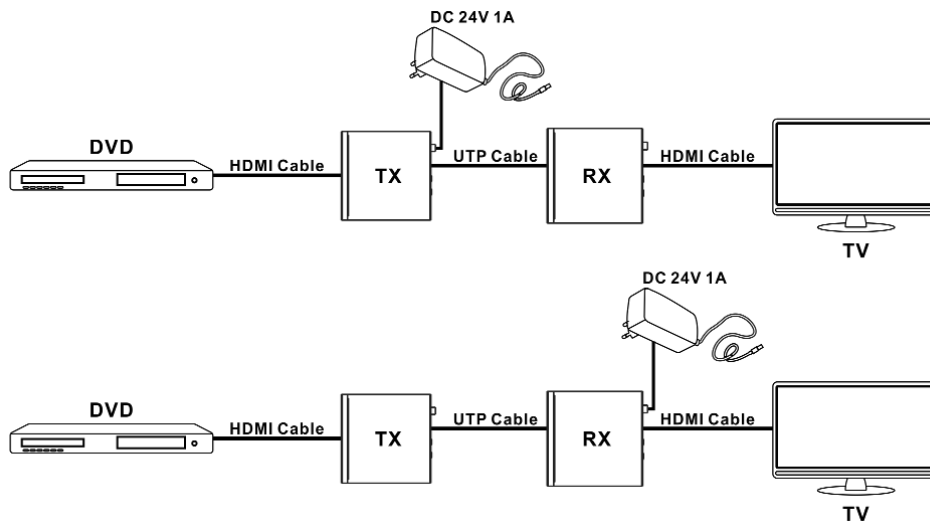 DC 24V 1A
DVD
HDMI Cable
TX
UTP Cable
RX
HDMI Cable
TV
DC 24V 1A
DVD
HDMI Cable
TX
UTP Cable
RX
HDMI Cable
TV